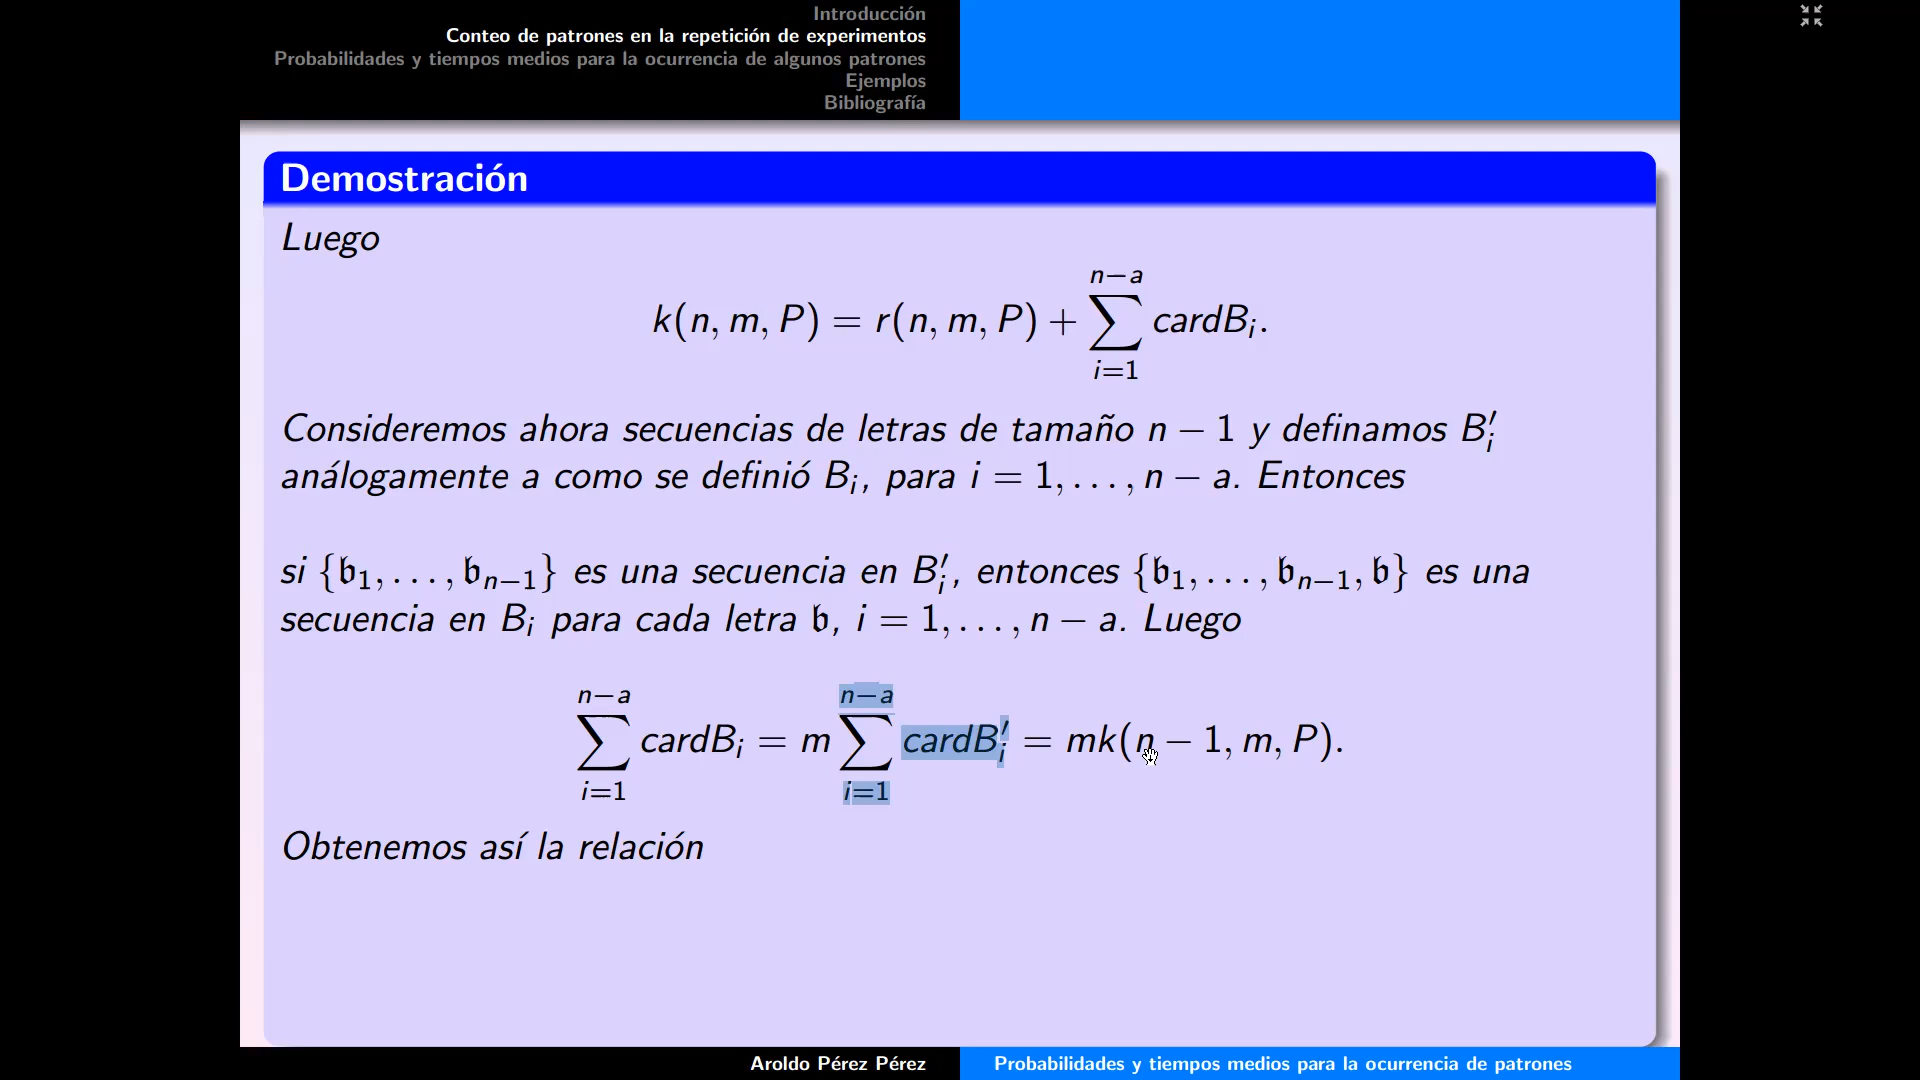 Introducción
Conteo de patrones en la repetición de experimentos
Probabilidades y tiempos medios para la ocurrencia de algunos patrones
Ejemplos
Bibliografía
Demostración
Luego
k(n, m, P) = r(n, m, P) + \sum_{i=1}^{n-a} cardB_i.
Consideremos ahora secuencias de letras de tamaño n − 1 y definamos B'_i
análogamente a como se definió B_i, para i = 1, . . . , n − a. Entonces
si {𝔟_1, . . . , 𝔟_{n−1}} es una secuencia en B'_i, entonces {𝔟_1, . . . , 𝔟_{n−1}, 𝔟} es una
secuencia en B_i para cada letra 𝔟, i = 1, . . . , n − a. Luego
\sum_{i=1}^{n-a} cardB_i = m \sum_{i=1}^{n-a} cardB'_i = mk(n − 1, m, P).
Obtenemos así la relación
Aroldo Pérez Pérez
Probabilidades y tiempos medios para la ocurrencia de patrones